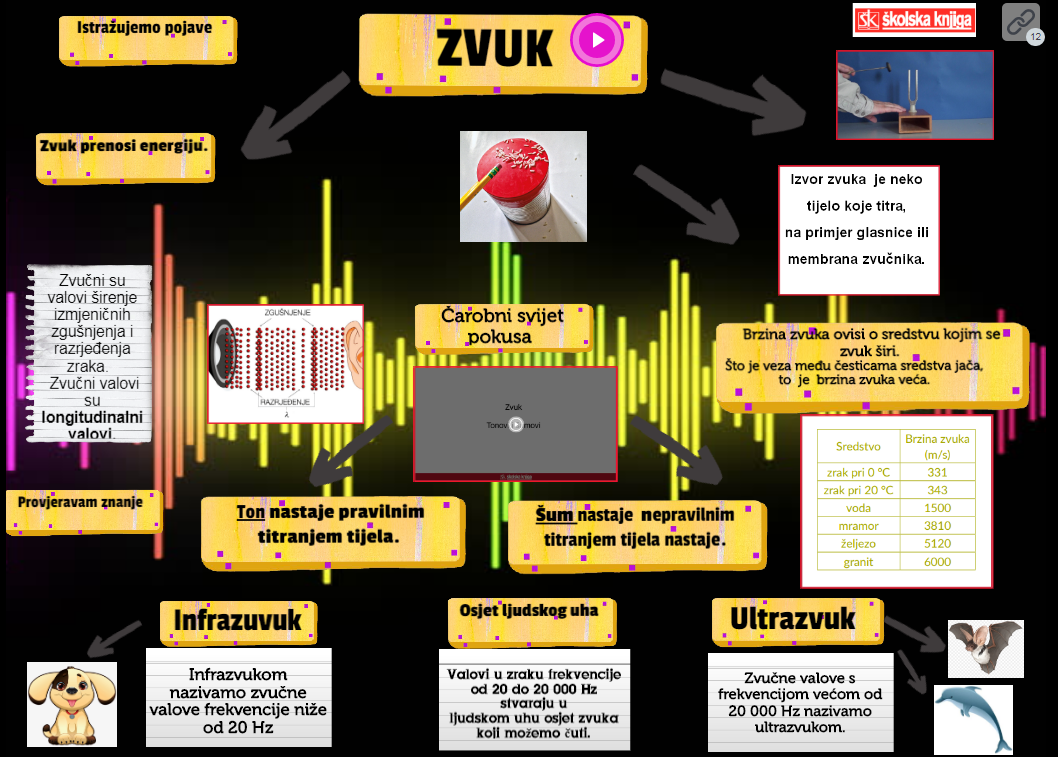 Istražujemo pojave
ZVUK
školska knjiga
12
Zvuk prenosi energiju.
Izvor zvuka je neko
tijelo koje titra,
na primjer glasnice ili
membrana zvučnika.
Zvučni su
valovi širenje
izmjeničnih
zgušnjenja i
razrjeđenja
zraka.
Zvučni valovi
su
longitudinalni
valovi.
ZGUŠNJENJE
RAZRJEĐENJE
λ
Čarobni svijet
pokusa
Zvuk
Brzina zvuka ovisi o sredstvu kojim se
zvuk širi.
Što je veza među česticama sredstva jača,
to je brzina zvuka veća.
Sredstvo Brzina zvuka
(m/s)
zrak pri 0 °C 331
zrak pri 20 °C 343
voda 1500
mramor 3810
željezo 5120
granit 6000
Provjeravam znanje
Ton nastaje pravilnim
titranjem tijela.
Šum nastaje nepravilnim
titranjem tijela nastaje.
Infrazuvuk
Infrazvukom
nazivamo zvučne
valove frekvencije niže
od 20 Hz
Osjet ljudskog uha
Valovi u zraku frekvencije
od 20 do 20 000 Hz
stvaraju u
ljudskom uhu osjet zvuka
koji možemo čuti.
Ultrazvuk
Zvučne valove s
frekvencijom većom od
20 000 Hz nazivamo
ultrazvukom.